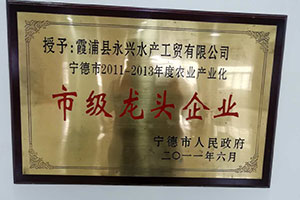 授予:霞浦县永兴水产工贸有限公司
宁德市2011-2013年度农业产业化
市级龙头企业
宁德市人民政府
二〇一一年六月